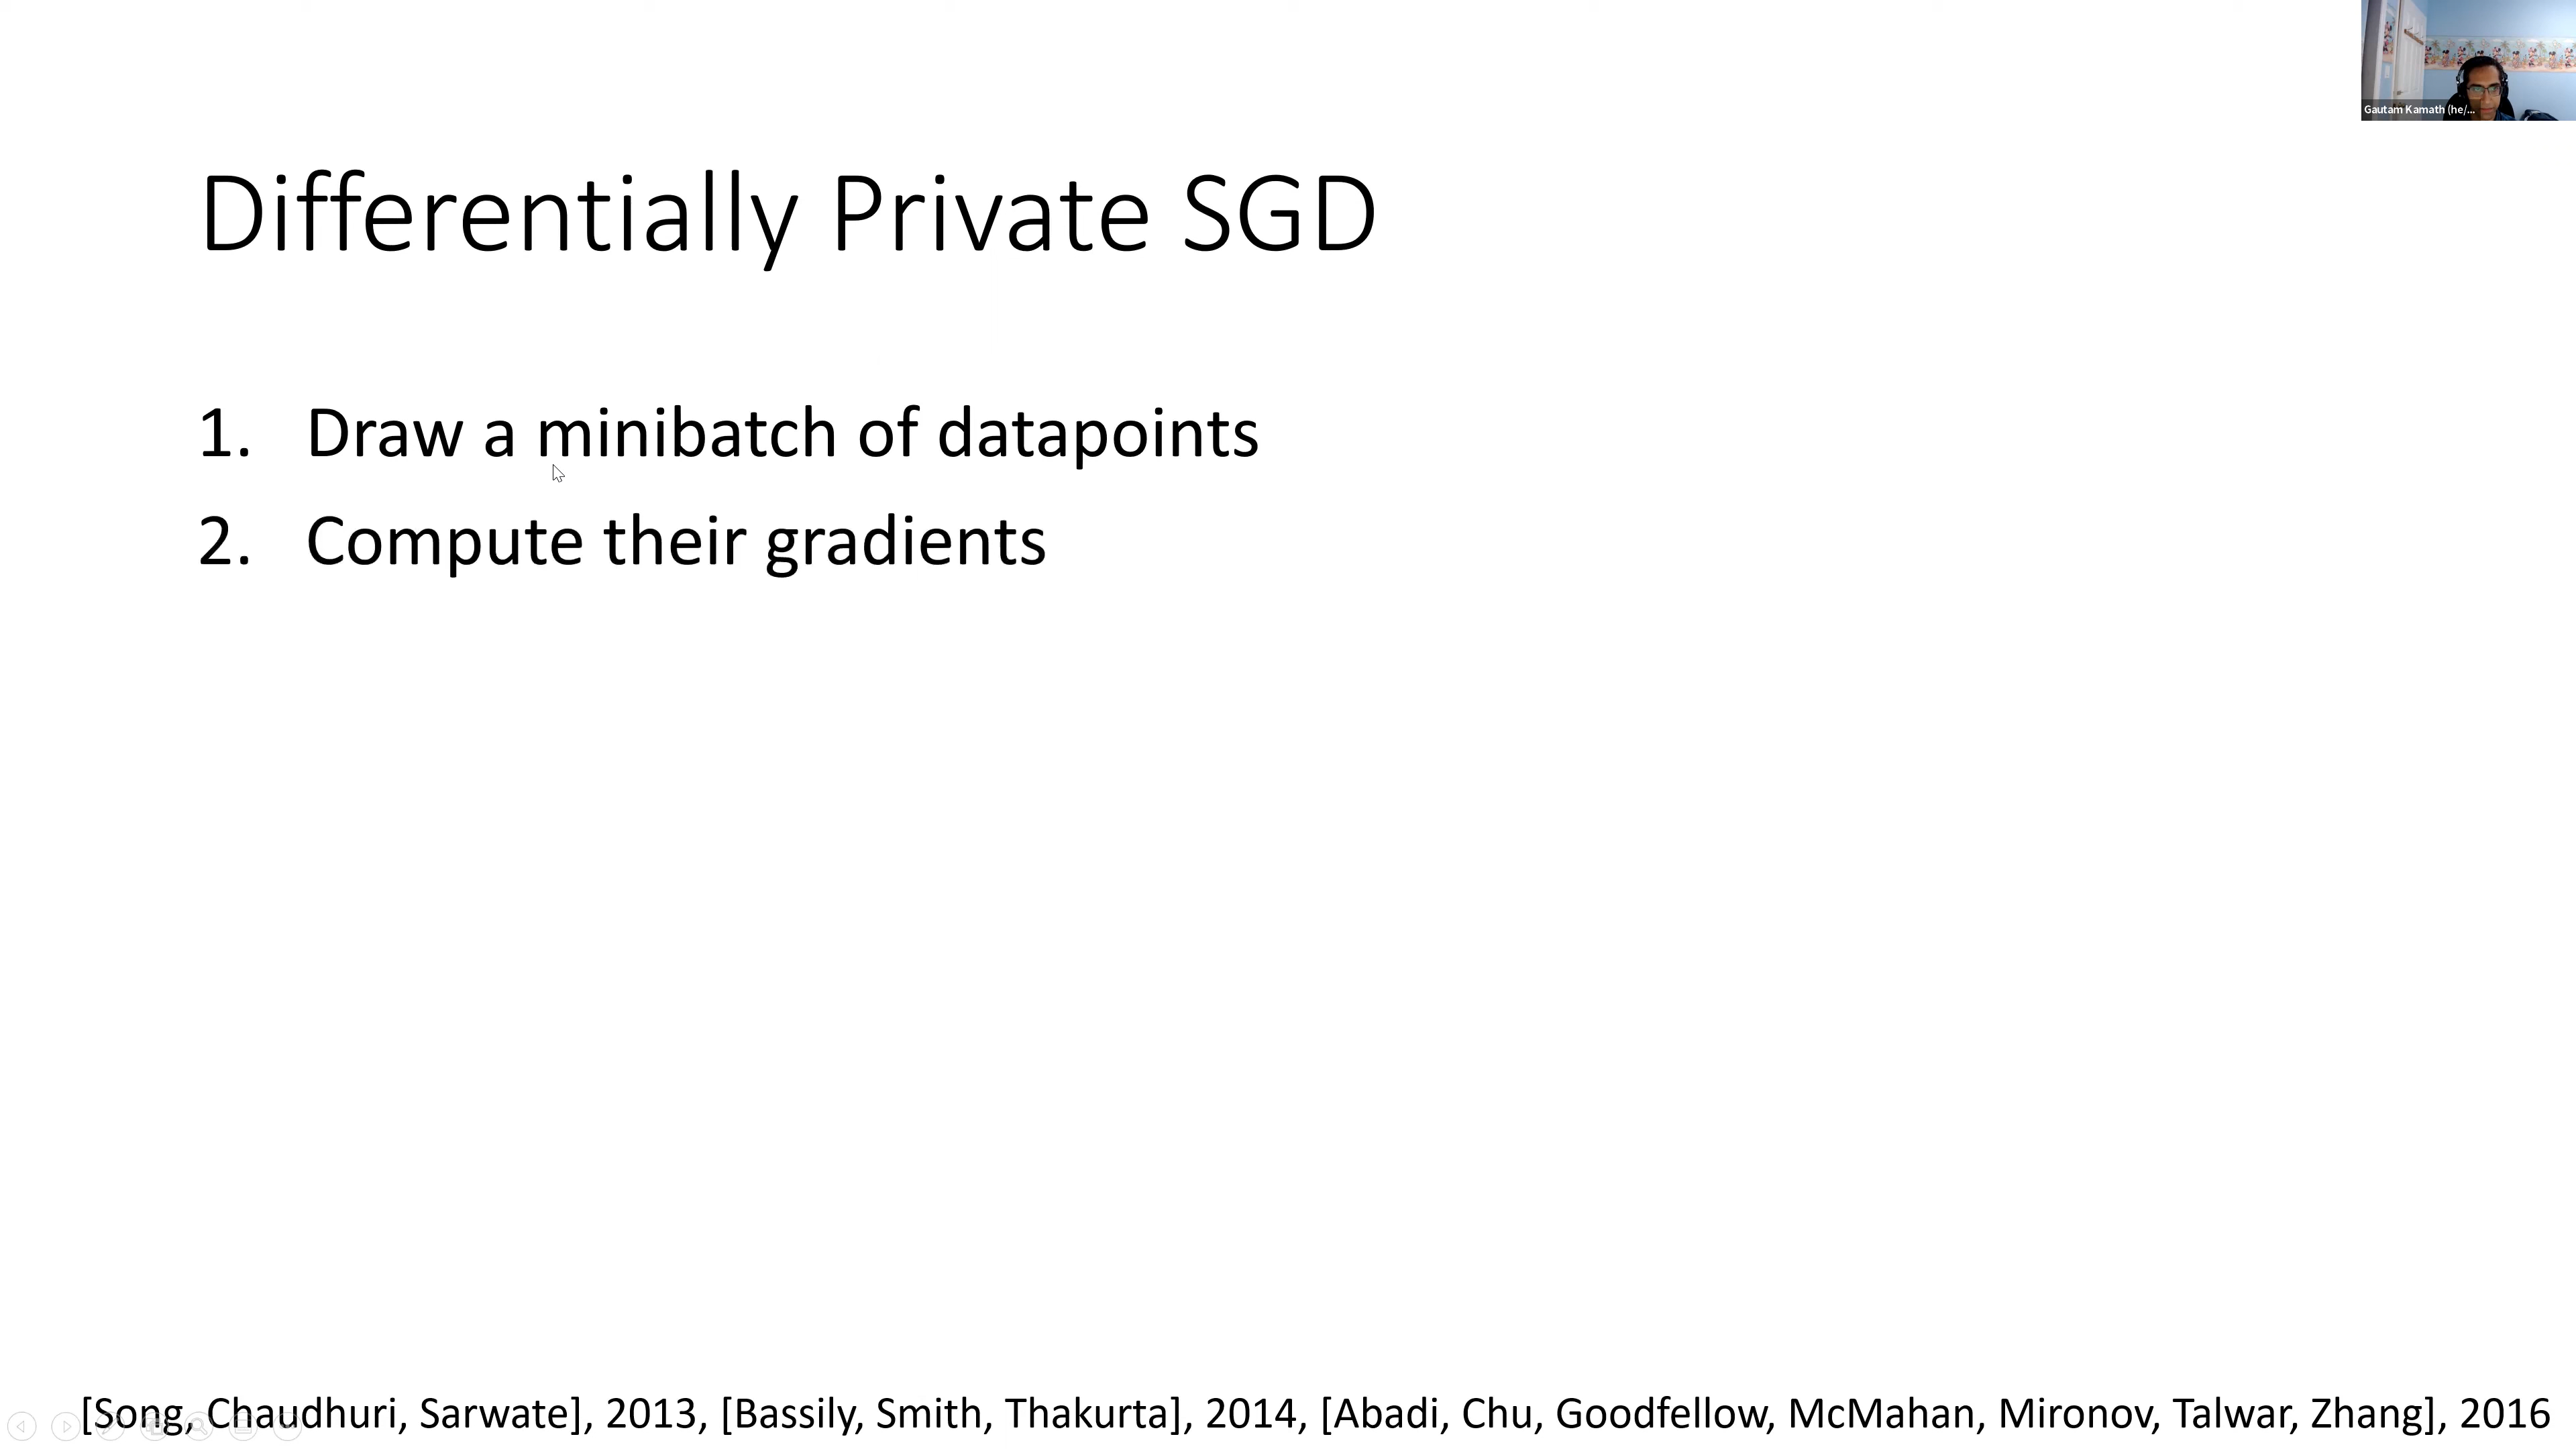 Gautam Kamath (he/...
Differentially Private SGD
1. Draw a minibatch of datapoints
2. Compute their gradients
[Song, Chaudhuri, Sarwate], 2013, [Bassily, Smith, Thakurta], 2014, [Abadi, Chu, Goodfellow, McMahan, Mironov, Talwar, Zhang], 2016